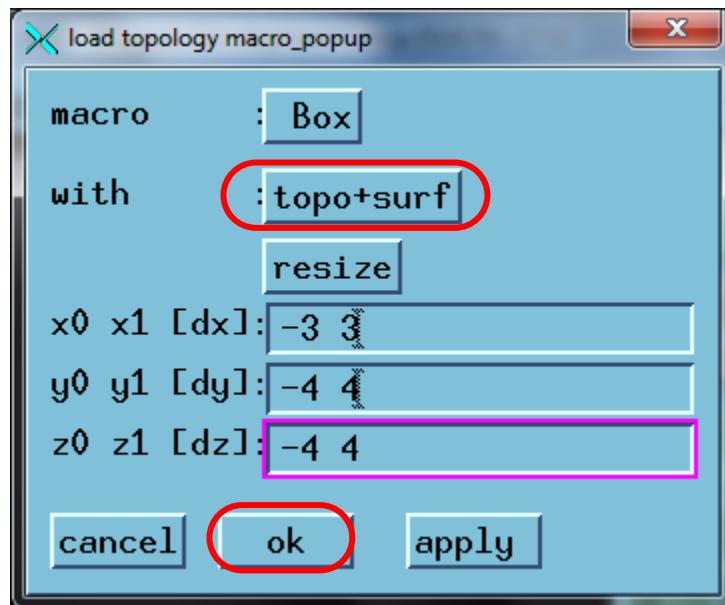 load topology macro_popup
x
macro : Box
with : topo+surf
resize
x0 x1 [dx]: -3 3
y0 y1 [dy]: -4 4
z0 z1 [dz]: -4 4
cancel ok apply